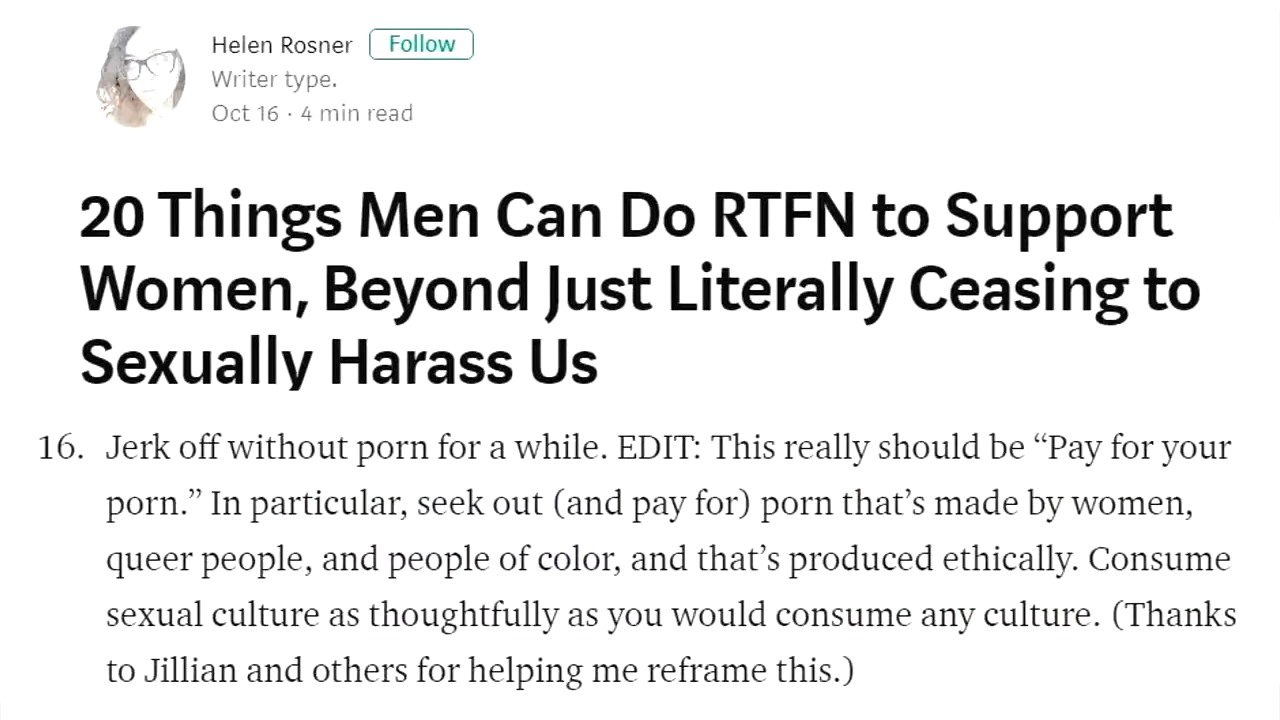 Helen Rosner Follow
Writer type.
Oct 16 · 4 min read
20 Things Men Can Do RTFN to Support
Women, Beyond Just Literally Ceasing to
Sexually Harass Us
16. Jerk off without porn for a while. EDIT: This really should be “Pay for your
porn.” In particular, seek out (and pay for) porn that’s made by women,
queer people, and people of color, and that’s produced ethically. Consume
sexual culture as thoughtfully as you would consume any culture. (Thanks
to Jillian and others for helping me reframe this.)